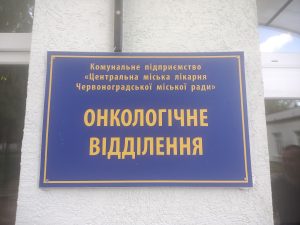 Комунальне підприємство
«Центральна міська лікарня
Червоноградської міської ради»
ОНКОЛОГІЧНЕ
ВІДДІЛЕННЯ